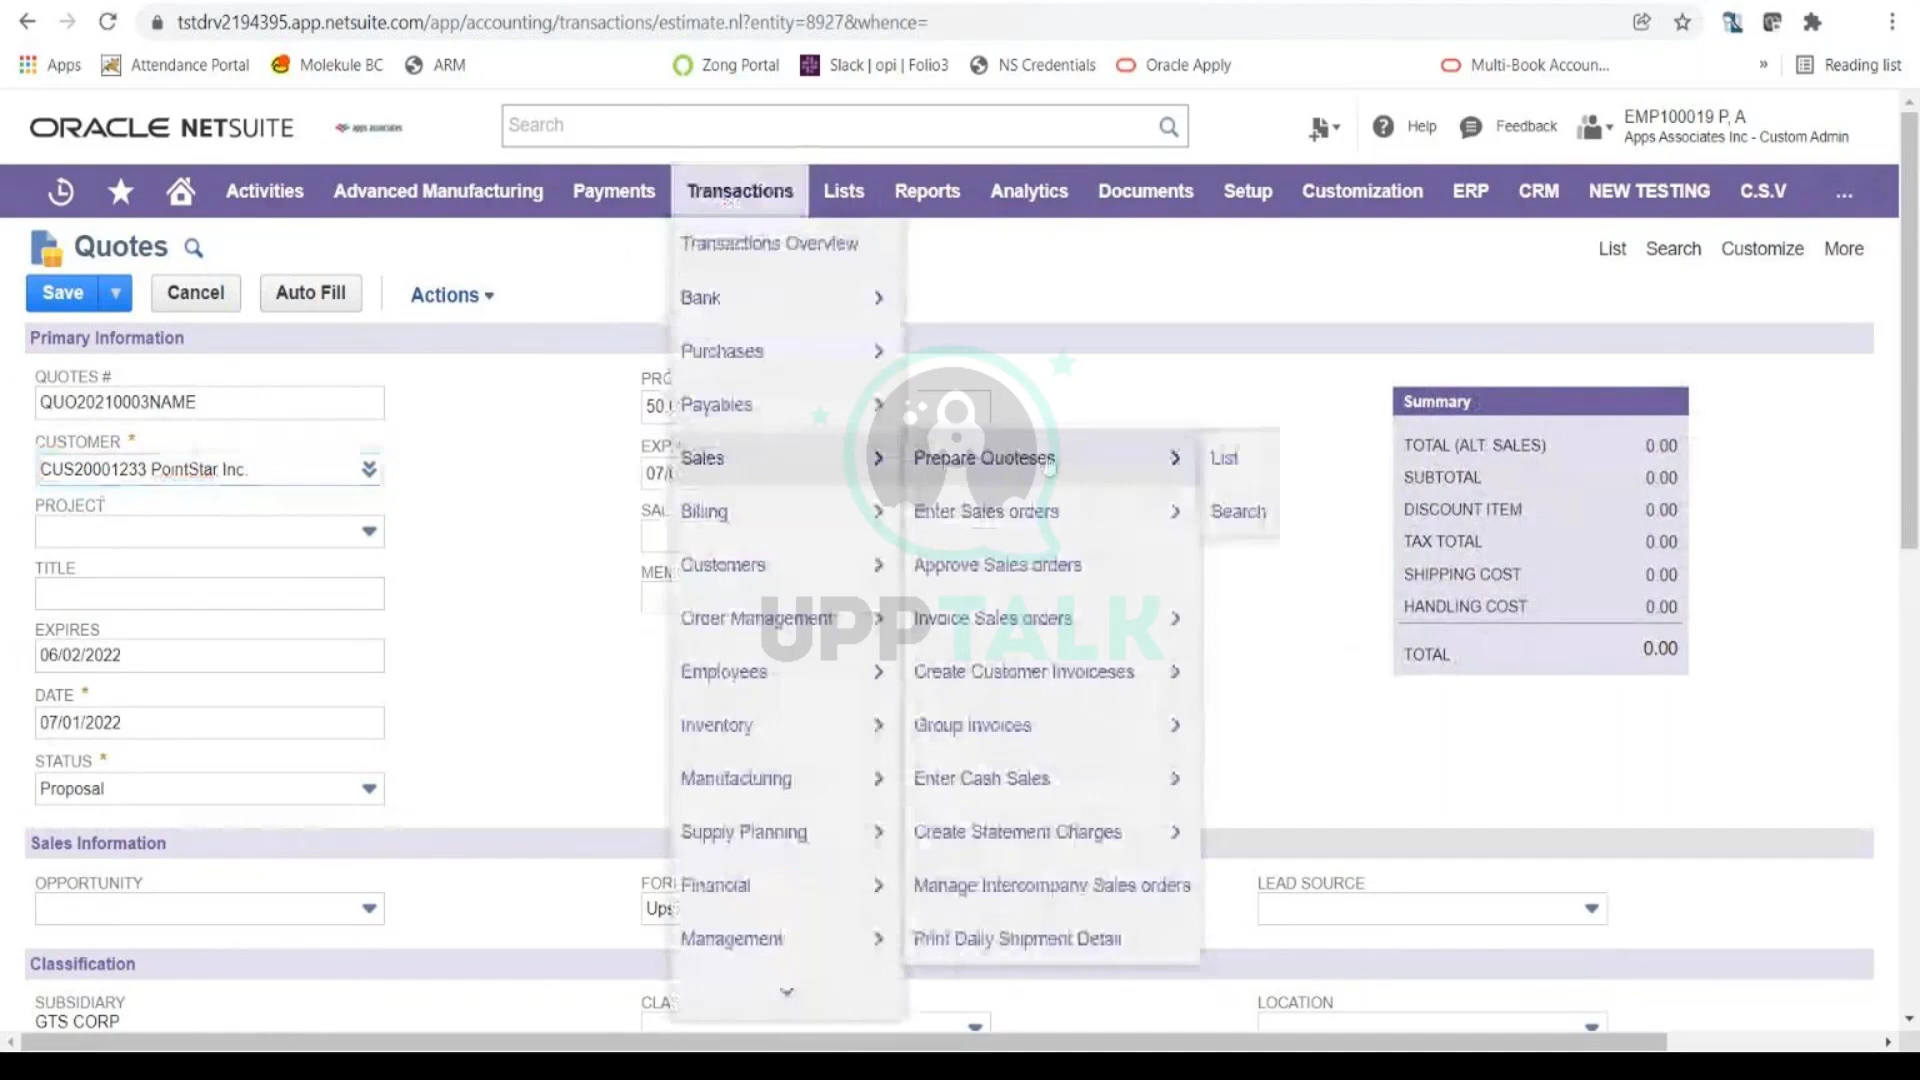 tstdrv2194395.app.netsuite.com/app/accounting/transactions/estimate.nl?entity=8927&whence=
Apps Attendance Portal Molekule BC ARM Zong Portal Slack | opi | Folio3 NS Credentials Oracle Apply Multi-Book Accoun... » Reading list
ORACLE NETSUITE apps associates Search Help Feedback EMP100019 P, A
Apps Associates Inc - Custom Admin
Activities Advanced Manufacturing Payments Transactions Lists Reports Analytics Documents Setup Customization ERP CRM NEW TESTING C.S.V ...
Quotes List Search Customize More
Save Cancel Auto Fill Actions
Primary Information
QUOTES #
QUO20210003NAME
CUSTOMER *
CUS20001233 PointStar Inc.
PROJECT
TITLE
EXPIRES
06/02/2022
DATE *
07/01/2022
STATUS *
Proposal
Transactions Overview
Bank
Purchases
Payables
Sales
Billing
Customers
Order Management
Employees
Inventory
Manufacturing
Supply Planning
Financial
Management
Prepare Quoteses
Enter Sales orders
Approve Sales orders
Invoice Sales orders
Create Customer Invoiceses
Group Invoices
Enter Cash Sales
Create Statement Charges
Manage Intercompany Sales orders
Print Daily Shipment Detail
List
Search
UPPTALK
Summary
TOTAL (ALT. SALES) 0.00
SUBTOTAL 0.00
DISCOUNT ITEM 0.00
TAX TOTAL 0.00
SHIPPING COST 0.00
HANDLING COST 0.00
TOTAL 0.00
Sales Information
OPPORTUNITY
LEAD SOURCE
Classification
SUBSIDIARY
GTS CORP
LOCATION